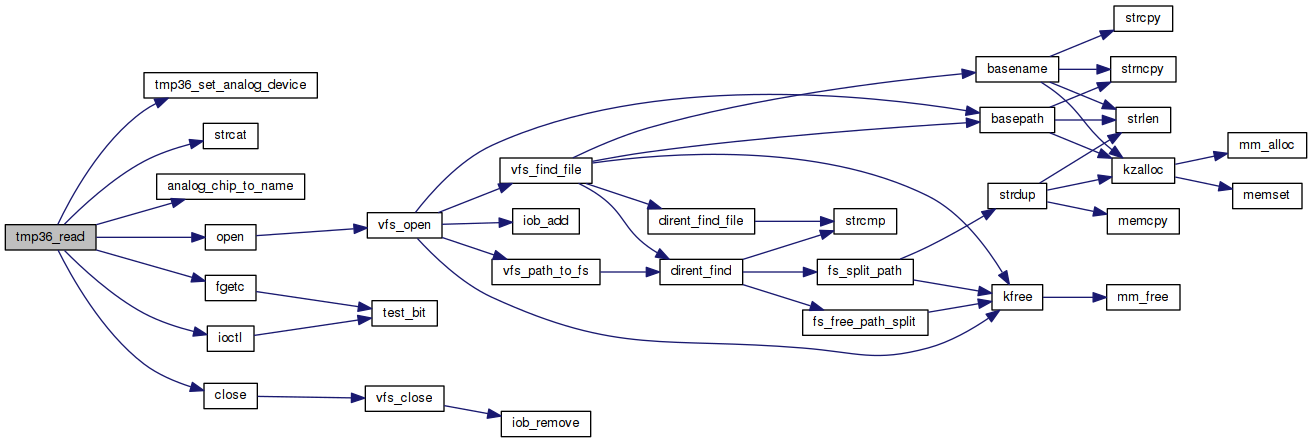 tmp36_read
tmp36_set_analog_device
strcat
analog_chip_to_name
open
fgetc
ioctl
close
vfs_open
test_bit
vfs_close
vfs_find_file
iob_add
vfs_path_to_fs
iob_remove
dirent_find_file
dirent_find
strcmp
fs_split_path
fs_free_path_split
basename
basepath
strdup
kfree
strcpy
strncpy
strlen
kzalloc
memcpy
mm_free
mm_alloc
memset